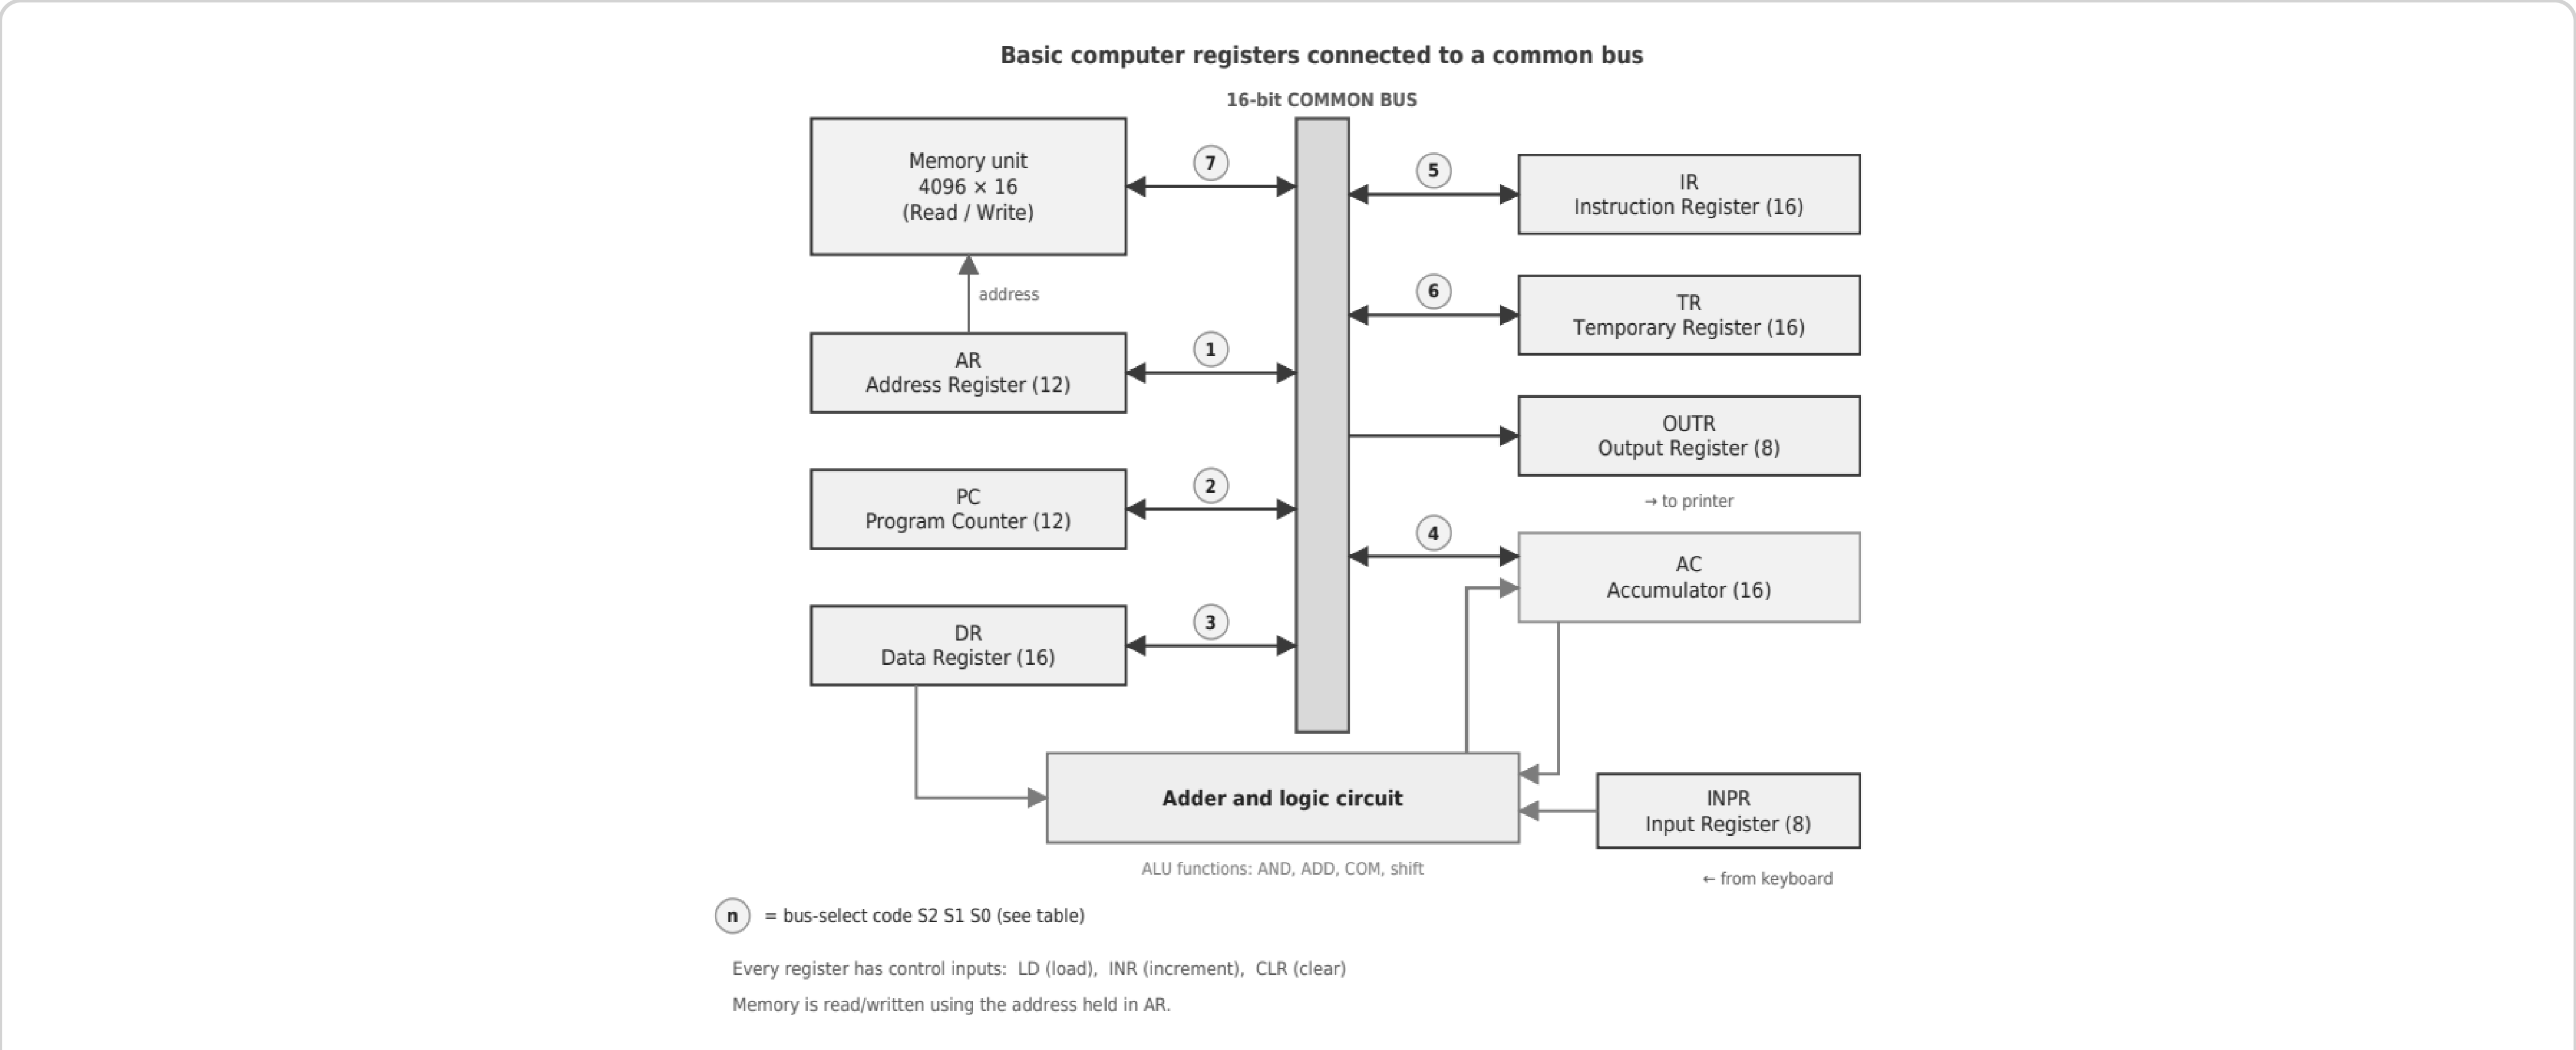 Basic computer registers connected to a common bus
16-bit COMMON BUS
Memory unit
4096 × 16
(Read / Write)
7
5
IR
Instruction Register (16)
address
6
TR
Temporary Register (16)
AR
Address Register (12)
1
OUTR
Output Register (8)
→ to printer
PC
Program Counter (12)
2
4
AC
Accumulator (16)
DR
Data Register (16)
3
Adder and logic circuit
INPR
Input Register (8)
ALU functions: AND, ADD, COM, shift
← from keyboard
n = bus-select code S2 S1 S0 (see table)
Every register has control inputs: LD (load), INR (increment), CLR (clear)
Memory is read/written using the address held in AR.